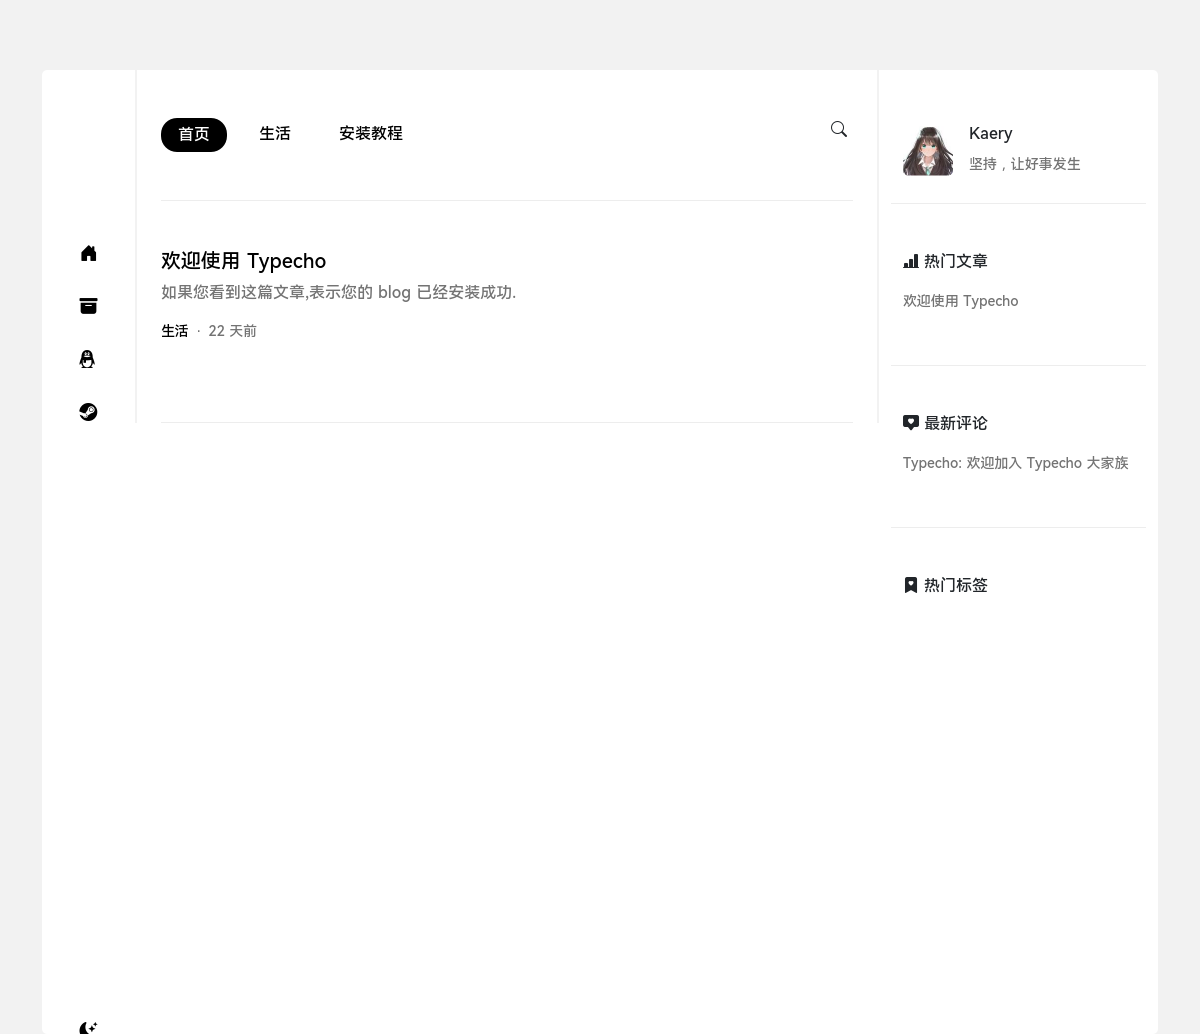 首页
生活
安装教程
欢迎使用 Typecho
如果您看到这篇文章,表示您的 blog 已经安装成功.
生活 · 22 天前
Kaery
坚持，让好事发生
热门文章
欢迎使用 Typecho
最新评论
Typecho: 欢迎加入 Typecho 大家族
热门标签